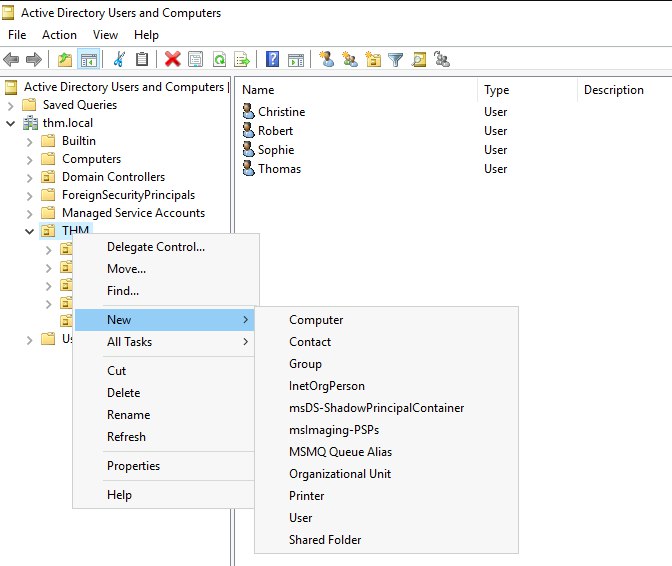 Active Directory Users and Computers
File Action View Help
Active Directory Users and Computers [
Saved Queries
thm.local
Builtin
Computers
Domain Controllers
ForeignSecurityPrincipals
Managed Service Accounts
THM
Us
Name Type Description
Christine User
Robert User
Sophie User
Thomas User
Delegate Control...
Move...
Find...
New
All Tasks
Cut
Delete
Rename
Refresh
Properties
Help
Computer
Contact
Group
InetOrgPerson
msDS-ShadowPrincipalContainer
msImaging-PSPs
MSMQ Queue Alias
Organizational Unit
Printer
User
Shared Folder